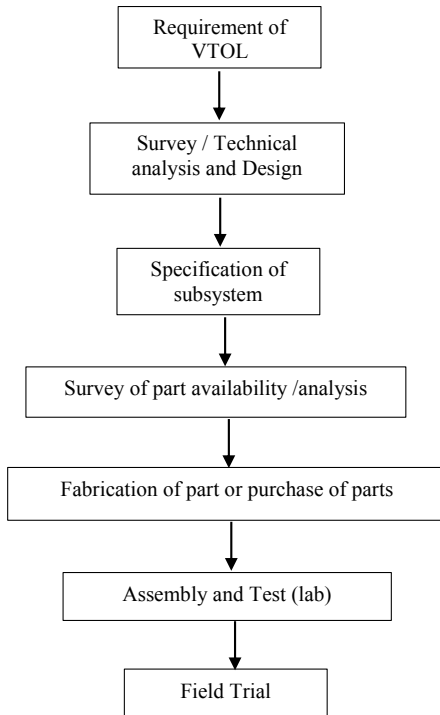 Requirement of
VTOL
Survey / Technical
analysis and Design
Specification of
subsystem
Survey of part availability /analysis
Fabrication of part or purchase of parts
Assembly and Test (lab)
Field Trial